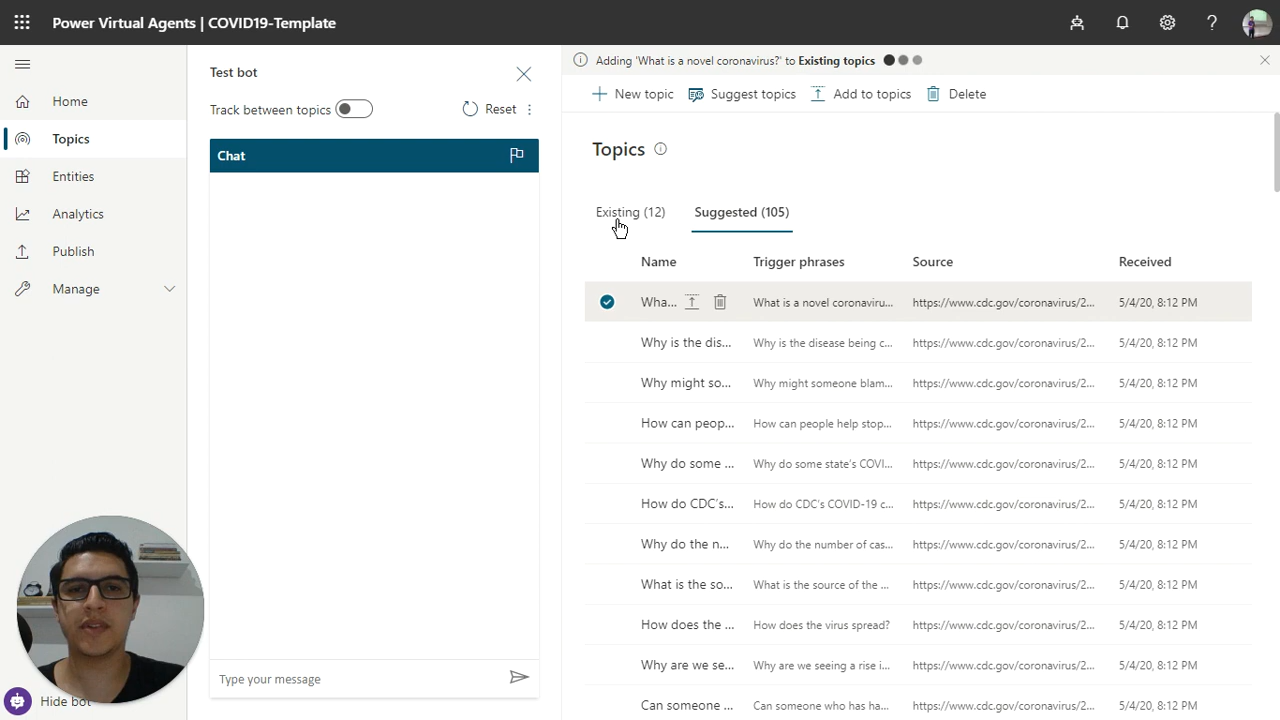 Power Virtual Agents | COVID19-Template
Home
Topics
Entities
Analytics
Publish
Manage
Hide bot
Test bot
Track between topics
Reset
Chat
Type your message
Adding 'What is a novel coronavirus?' to Existing topics
New topic Suggest topics Add to topics Delete
Topics
Existing (12) Suggested (105)
Name Trigger phrases Source Received
Wha... What is a novel coronaviru... https://www.cdc.gov/coronavirus/2... 5/4/20, 8:12 PM
Why is the dis... Why is the disease being c... https://www.cdc.gov/coronavirus/2... 5/4/20, 8:12 PM
Why might so... Why might someone blam... https://www.cdc.gov/coronavirus/2... 5/4/20, 8:12 PM
How can peop... How can people help stop... https://www.cdc.gov/coronavirus/2... 5/4/20, 8:12 PM
Why do some ... Why do some state's COVI... https://www.cdc.gov/coronavirus/2... 5/4/20, 8:12 PM
How do CDC's... How do CDC's COVID-19 c... https://www.cdc.gov/coronavirus/2... 5/4/20, 8:12 PM
Why do the n... Why do the number of cas... https://www.cdc.gov/coronavirus/2... 5/4/20, 8:12 PM
What is the so... What is the source of the ... https://www.cdc.gov/coronavirus/2... 5/4/20, 8:12 PM
How does the ... How does the virus spread? https://www.cdc.gov/coronavirus/2... 5/4/20, 8:12 PM
Why are we se... Why are we seeing a rise i... https://www.cdc.gov/coronavirus/2... 5/4/20, 8:12 PM
Can someone ... Can someone who has ha... https://www.cdc.gov/coronavirus/2... 5/4/20, 8:12 PM